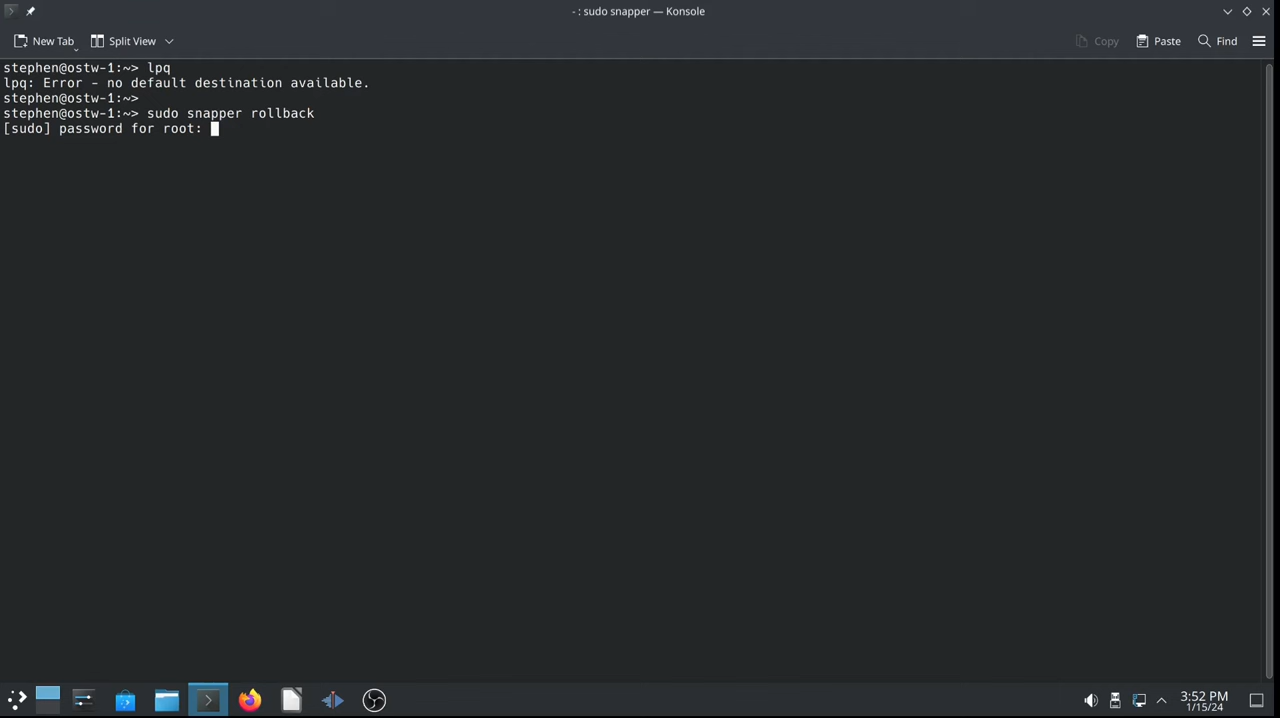 - : sudo snapper — Konsole
New Tab
Split View
Copy
Paste
Find
stephen@ostw-1:~> lpq
lpq: Error - no default destination available.
stephen@ostw-1:~>
stephen@ostw-1:~> sudo snapper rollback
[sudo] password for root:
3:52 PM
1/15/24